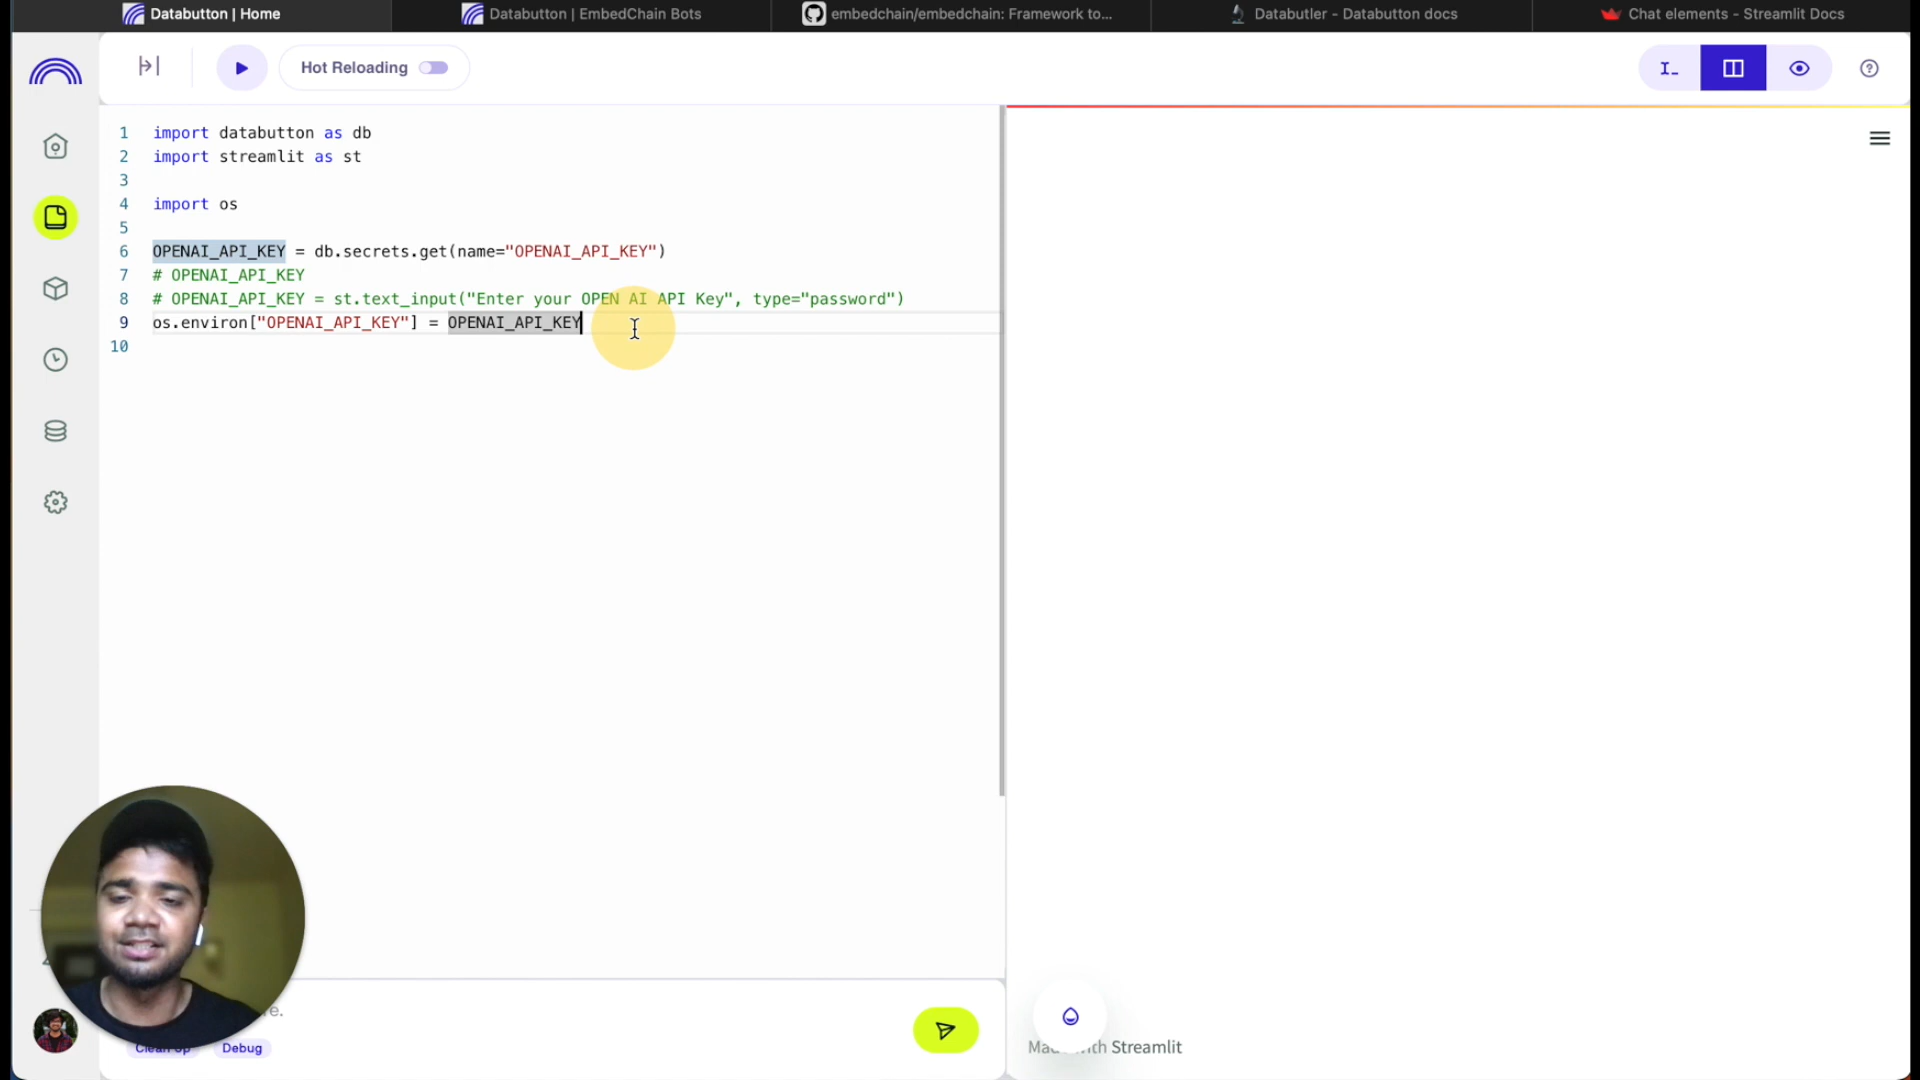 Databutton | Home
Databutton | EmbedChain Bots
embedchain/embedchain: Framework to...
Databutler - Databutton docs
Chat elements - Streamlit Docs
Hot Reloading
I_
1 import databutton as db
2 import streamlit as st
3
4 import os
5
6 OPENAI_API_KEY = db.secrets.get(name="OPENAI_API_KEY")
7 # OPENAI_API_KEY
8 # OPENAI_API_KEY = st.text_input("Enter your OPEN AI API Key", type="password")
9 os.environ["OPENAI_API_KEY"] = OPENAI_API_KEY
10
Clean Up
Debug
Streamlit